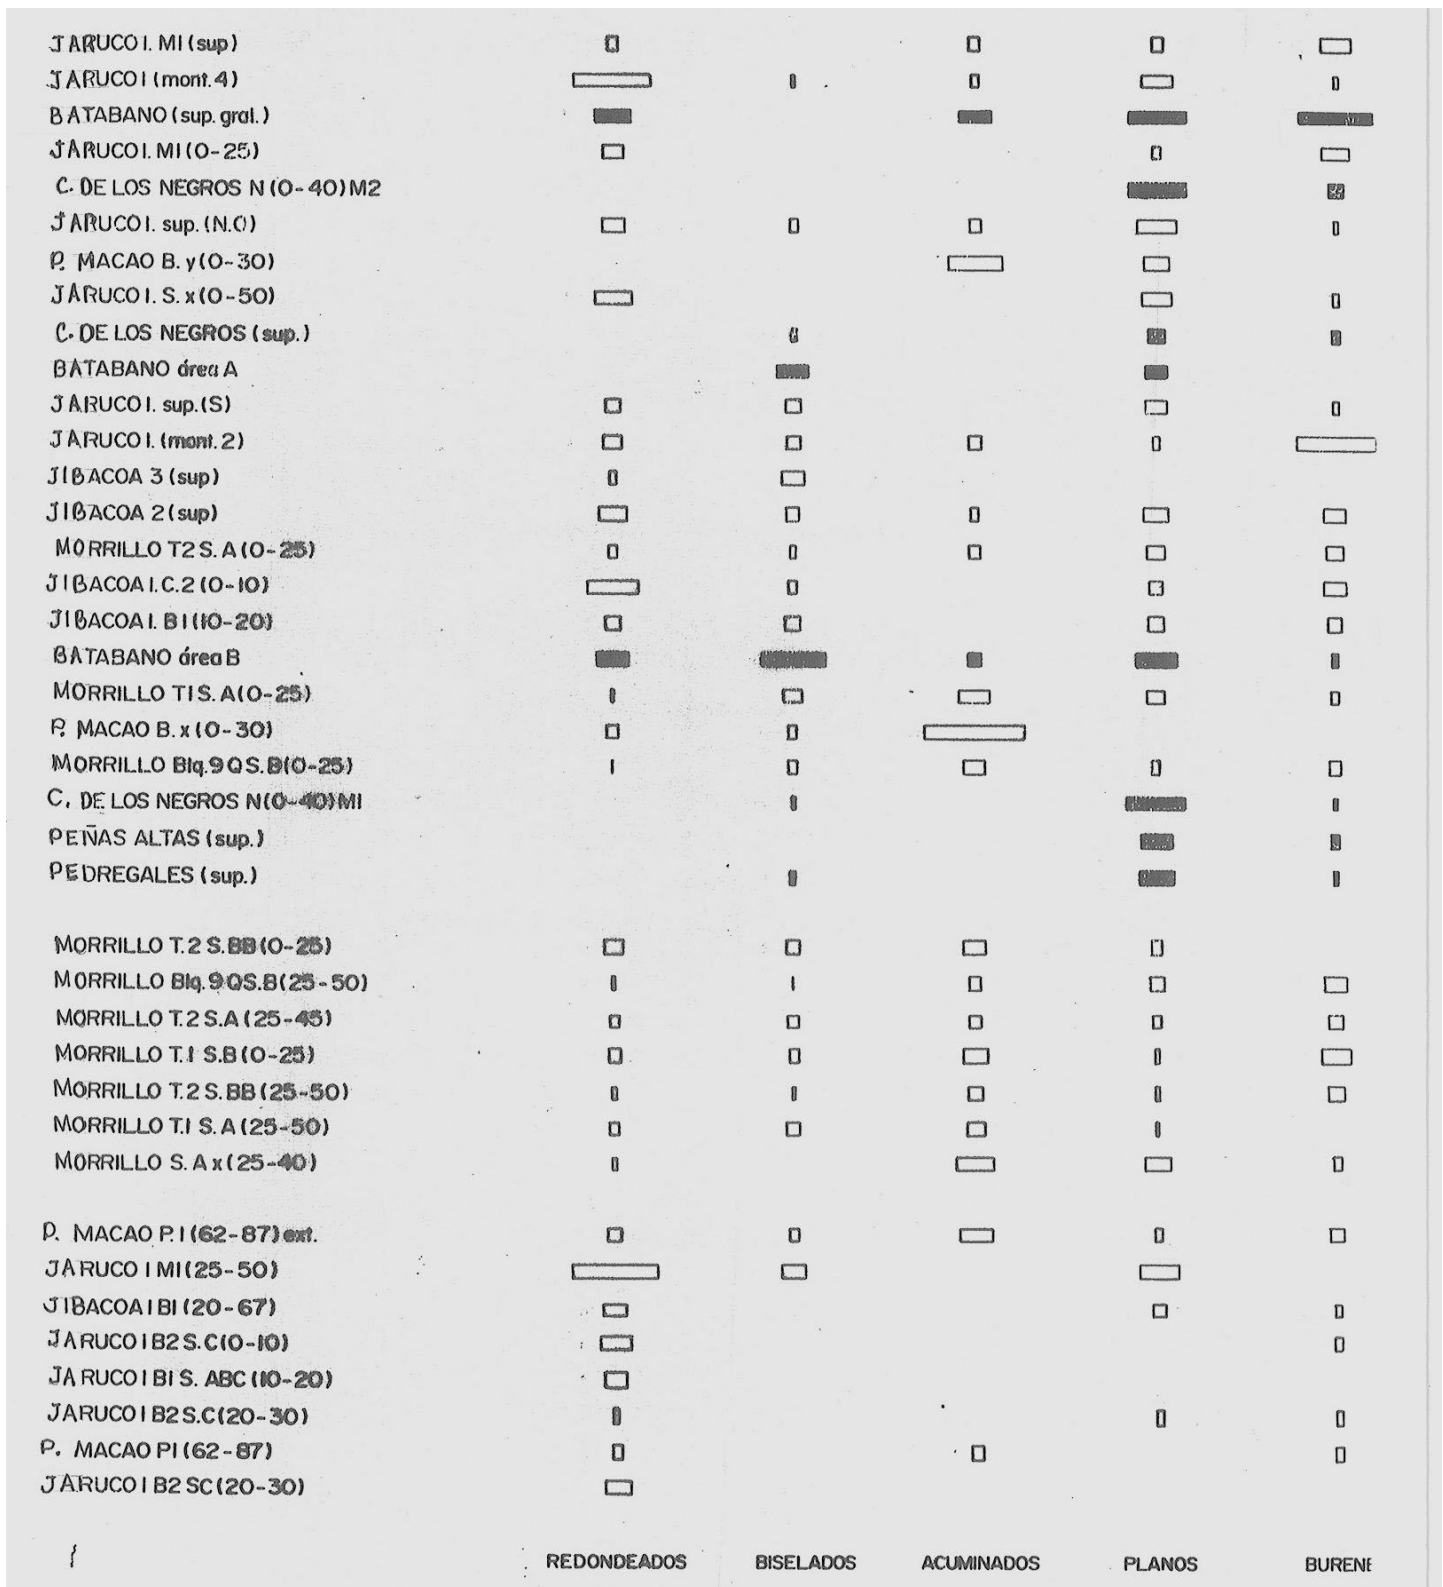 JARUCO I. MI (sup)
JARUCO I (mont. 4)
BATABANO (sup. gral.)
JARUCO I. MI (0-25)
C. DE LOS NEGROS N (0-40) M2
JARUCO I. sup. (N.O)
P. MACAO B. y (0-30)
JARUCO I. S. x (0-50)
C. DE LOS NEGROS (sup.)
BATABANO área A
JARUCO I. sup. (S)
JARUCO I. (mont. 2)
JIBACOA 3 (sup)
JIBACOA 2 (sup)
MORRILLO T2 S. A (0-25)
JIBACOA I. C. 2 (0-10)
JIBACOA I. B I (10-20)
BATABANO área B
MORRILLO TI S. A (0-25)
P. MACAO B. x (0-30)
MORRILLO Blq. 9 Q S. B (0-25)
C. DE LOS NEGROS N (0-40) MI
PEÑAS ALTAS (sup.)
PEDREGALES (sup.)
MORRILLO T. 2 S. BB (0-25)
MORRILLO Blq. 9 QS. B (25-50)
MORRILLO T. 2 S. A (25-45)
MORRILLO T. I S. B (0-25)
MORRILLO T. 2 S. BB (25-50)
MORRILLO T. I S. A (25-50)
MORRILLO S. A x (25-40)
P. MACAO P. I (62-87) ext.
JARUCO I MI (25-50)
JIBACOA I BI (20-67)
JARUCO I B2 S. C (0-10)
JARUCO I BI S. ABC (10-20)
JARUCO I B2 S. C (20-30)
P. MACAO PI (62-87)
JARUCO I B2 SC (20-30)
REDONDEADOS BISELADOS ACUMINADOS PLANOS BURENE